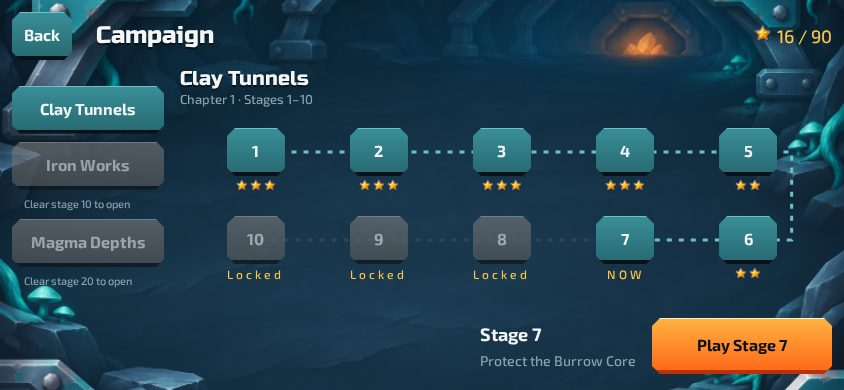 Back
Campaign
16 / 90
Clay Tunnels
Iron Works
Clear stage 10 to open
Magma Depths
Clear stage 20 to open
Clay Tunnels
Chapter 1 · Stages 1–10
1 2 3 4 5
10 9 8 7 6
Locked Locked Locked NOW
Stage 7
Protect the Burrow Core
Play Stage 7